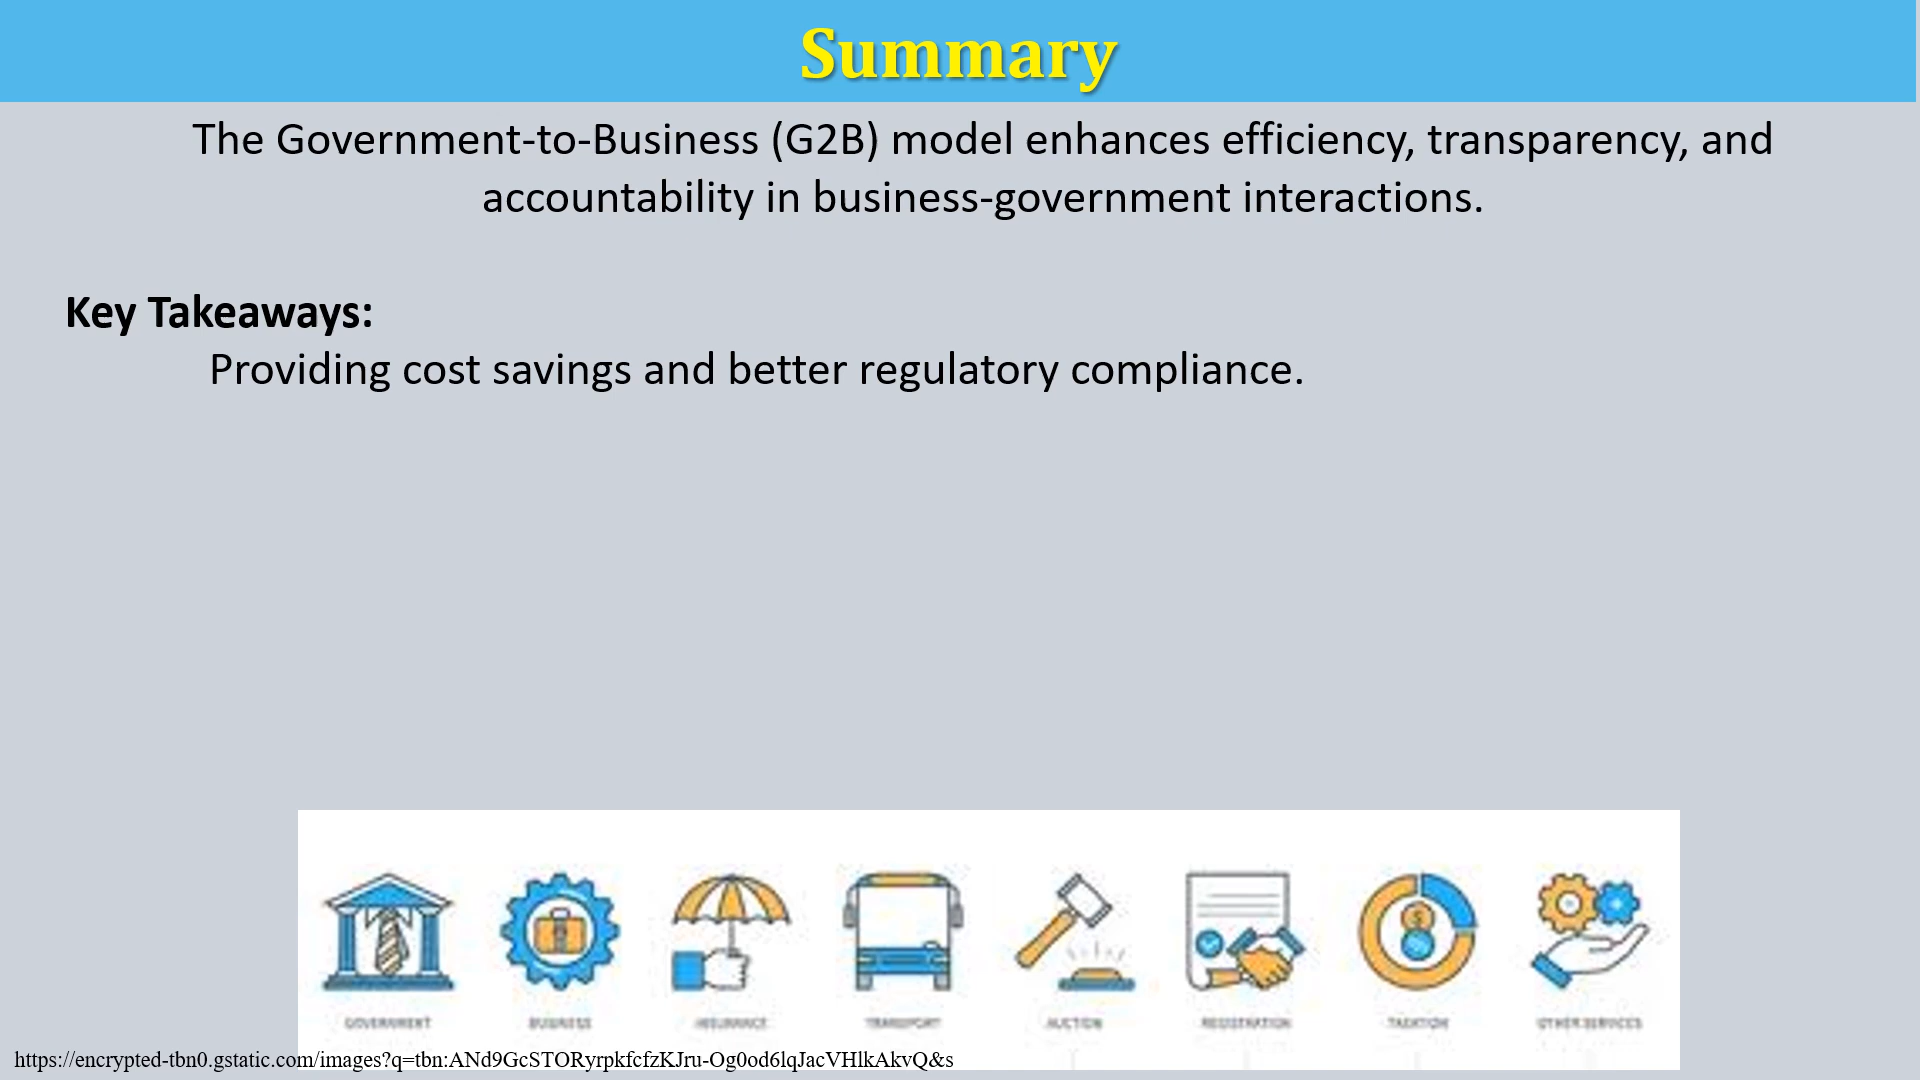 Summary
The Government-to-Business (G2B) model enhances efficiency, transparency, and
accountability in business-government interactions.
Key Takeaways:
Providing cost savings and better regulatory compliance.
GOVERNMENT BUSINESS INSURANCE TRANSPORT AUCTION REGISTRATION TAXATION OTHER SERVICES
https://encrypted-tbn0.gstatic.com/images?q=tbn:ANd9GcSTORyrpkfcfzKJru-Og0od6lqJacVHlkAkvQ&s